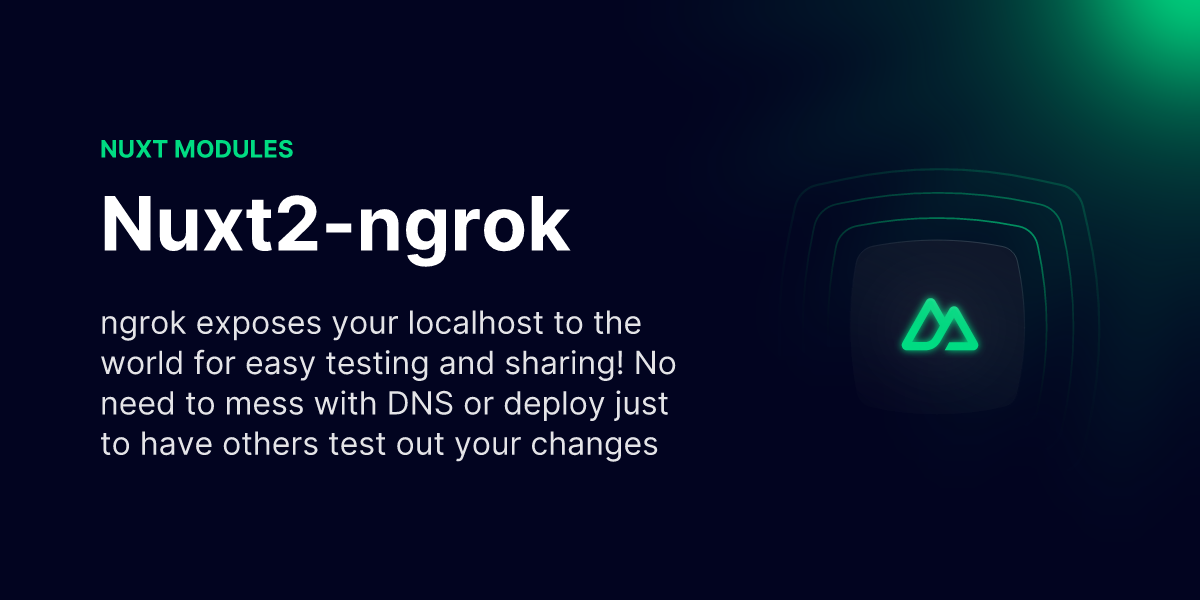 NUXT MODULES
Nuxt2-ngrok
ngrok exposes your localhost to the
world for easy testing and sharing! No
need to mess with DNS or deploy just
to have others test out your changes